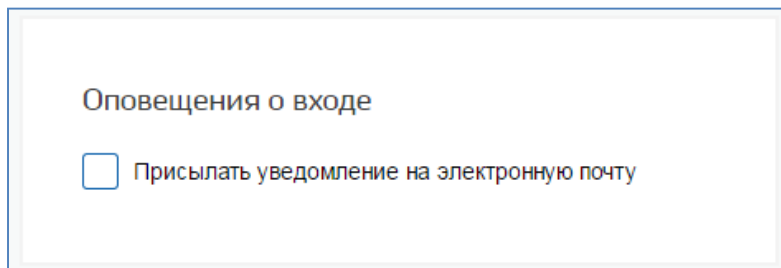 Оповещения о входе
Присылать уведомление на электронную почту